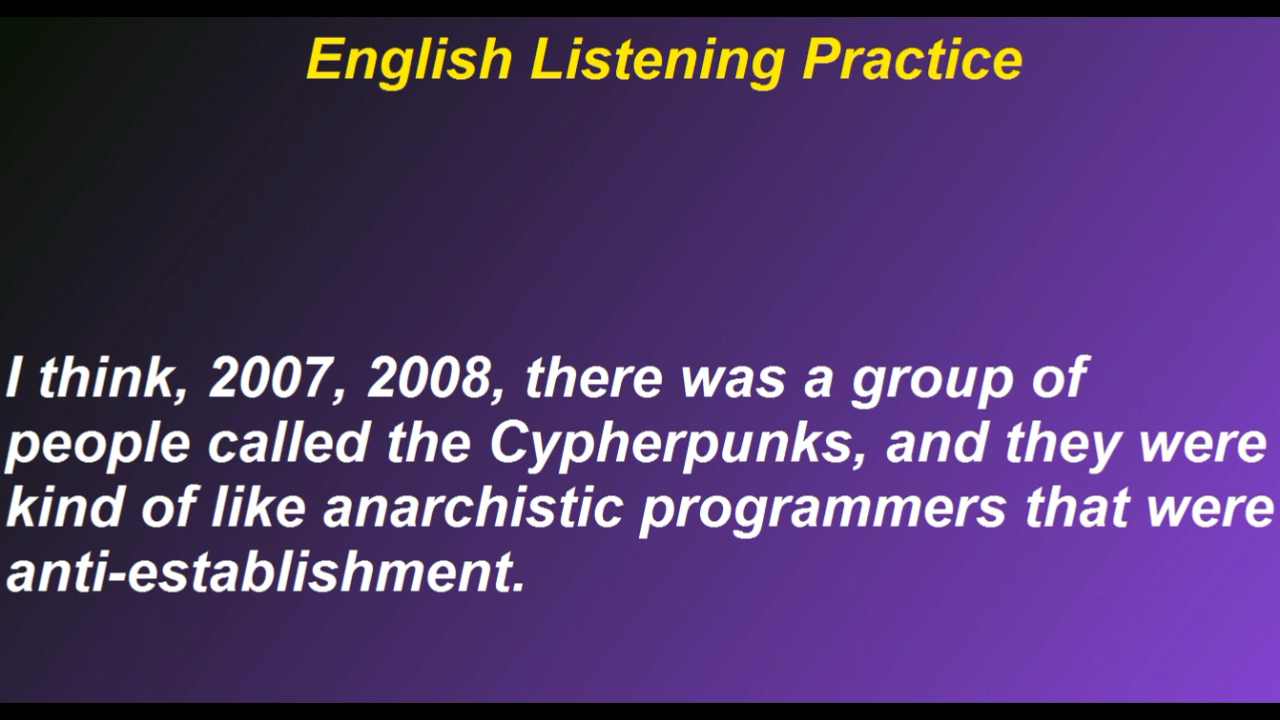 English Listening Practice
I think, 2007, 2008, there was a group of
people called the Cypherpunks, and they were
kind of like anarchistic programmers that were
anti-establishment.